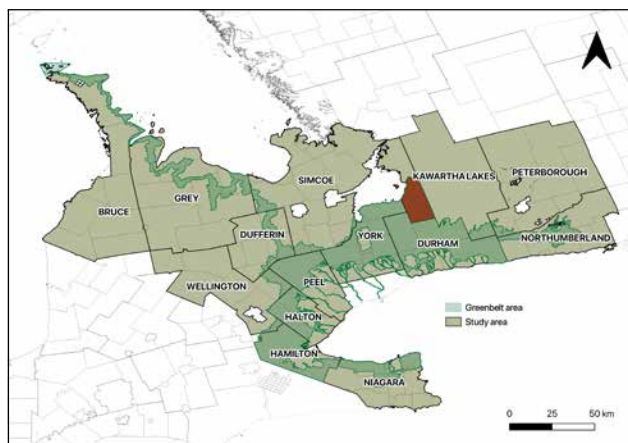 KAWARTHA LAKES
PETERBOROUGH
SIMCOE
GREY
BRUCE
DUFFERIN
YORK
DURHAM
NORTHUMBERLAND
WELLINGTON
PEEL
HALTON
HAMILTON
NIAGARA
Greenbelt area
Study area
0 25 50 km